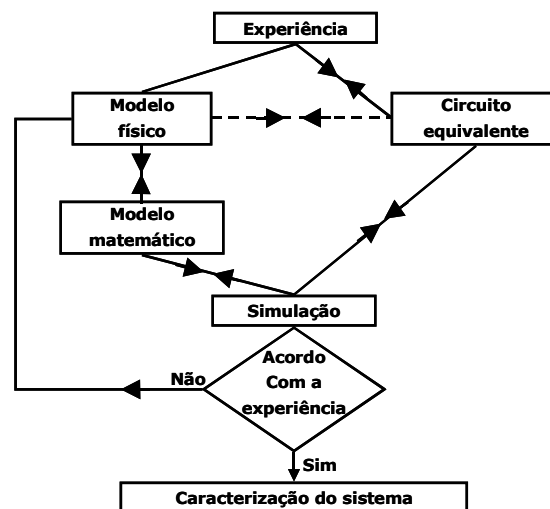 Experiência
Modelo
físico
Circuito
equivalente
Modelo
matemático
Simulação
Acordo
Com a
experiência
Não
Sim
Caracterização do sistema